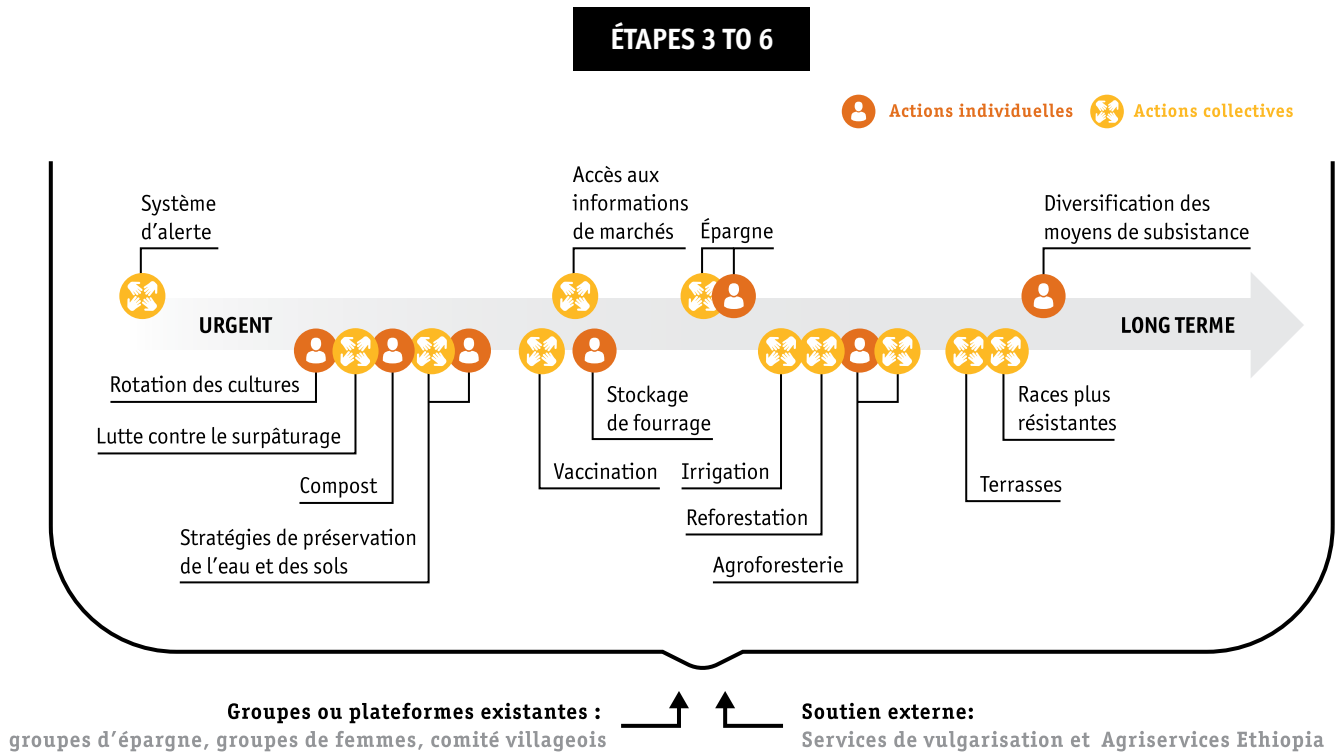 ÉTAPES 3 TO 6
Actions individuelles
Actions collectives
Système
d'alerte
Accès aux
informations
de marchés
Épargne
Diversification des
moyens de subsistance
URGENT
LONG TERME
Rotation des cultures
Lutte contre le surpâturage
Compost
Stratégies de préservation
de l'eau et des sols
Vaccination
Stockage
de fourrage
Irrigation
Reforestation
Agroforesterie
Races plus
résistantes
Terrasses
Groupes ou plateformes existantes :
groupes d'épargne, groupes de femmes, comité villageois
Soutien externe:
Services de vulgarisation et Agriservices Ethiopia